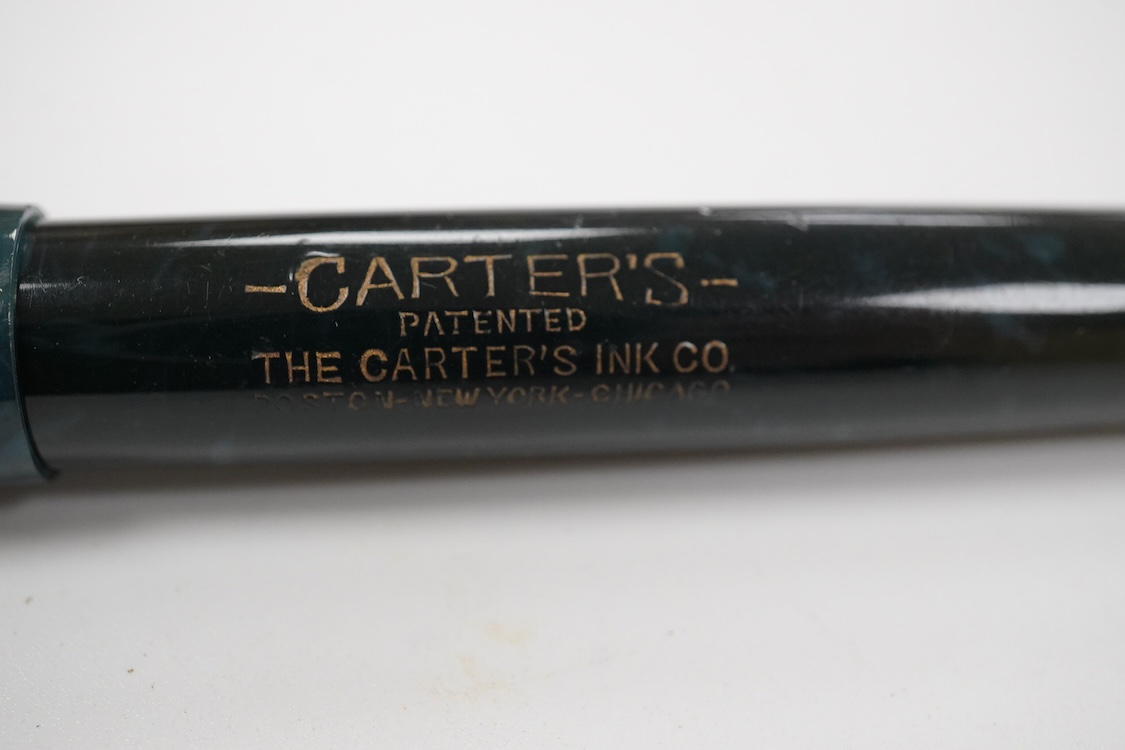 -CARTER'S-
PATENTED
THE CARTER'S INK CO.
BOSTON-NEW YORK-CHICAGO